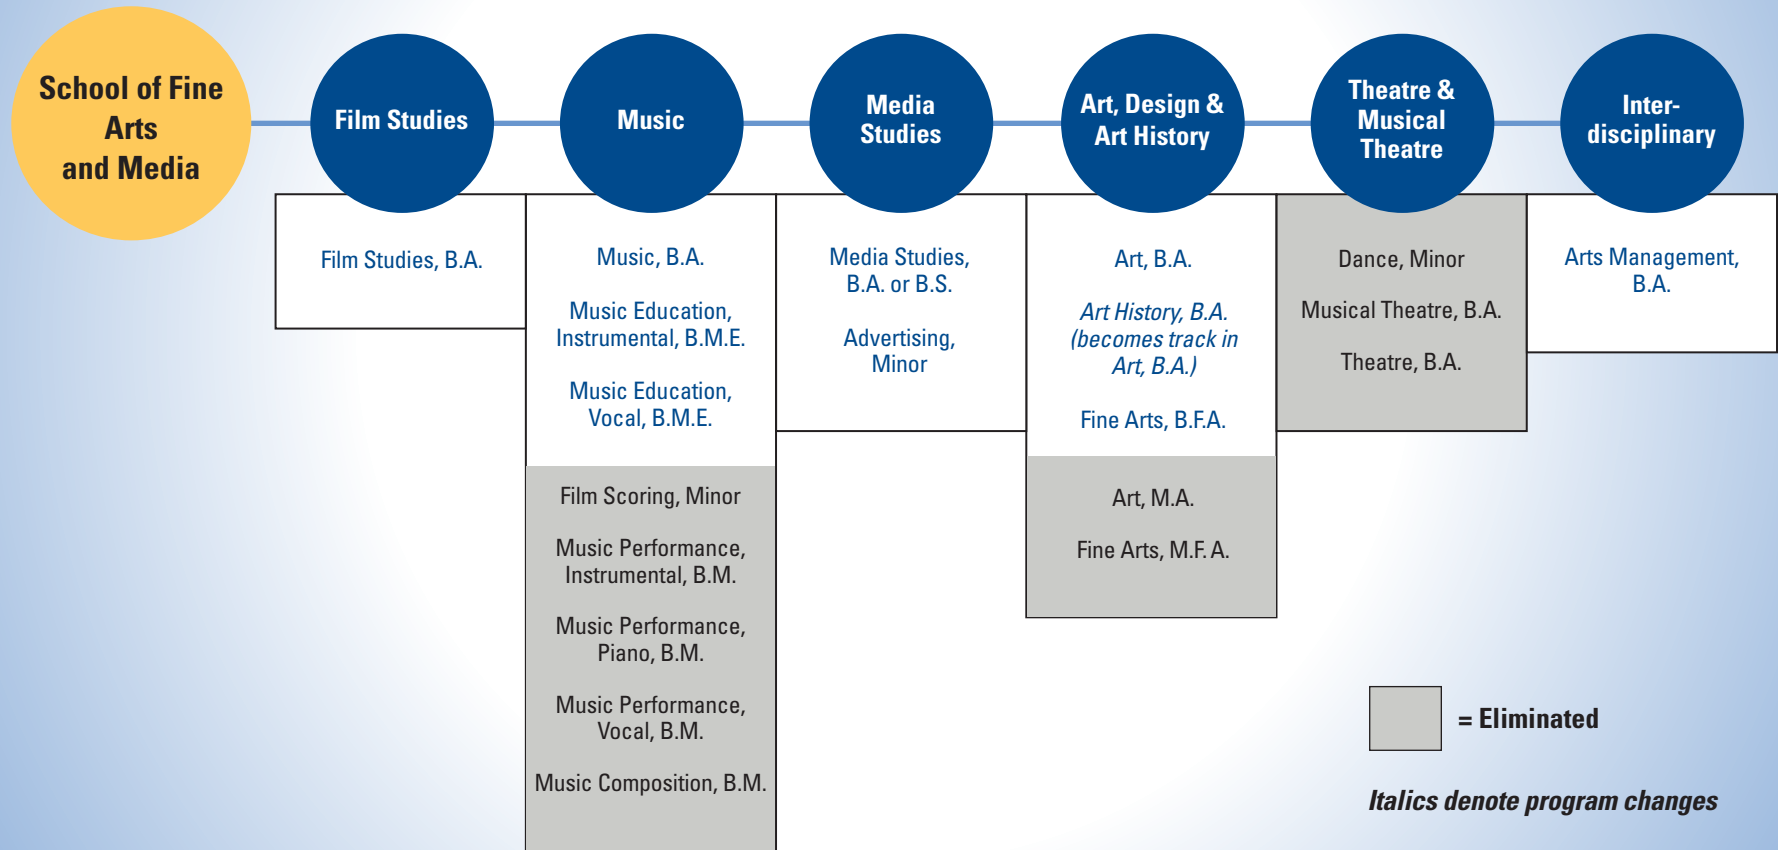 School of Fine
Arts
and Media
Film Studies
Music
Media
Studies
Art, Design &
Art History
Theatre &
Musical
Theatre
Inter-
disciplinary
Film Studies, B.A.
Music, B.A.
Music Education,
Instrumental, B.M.E.
Music Education,
Vocal, B.M.E.
Film Scoring, Minor
Music Performance,
Instrumental, B.M.
Music Performance,
Piano, B.M.
Music Performance,
Vocal, B.M.
Music Composition, B.M.
Media Studies,
B.A. or B.S.
Advertising,
Minor
Art, B.A.
Art History, B.A.
(becomes track in
Art, B.A.)
Fine Arts, B.F.A.
Art, M.A.
Fine Arts, M.F.A.
Dance, Minor
Musical Theatre, B.A.
Theatre, B.A.
Arts Management,
B.A.
= Eliminated
Italics denote program changes